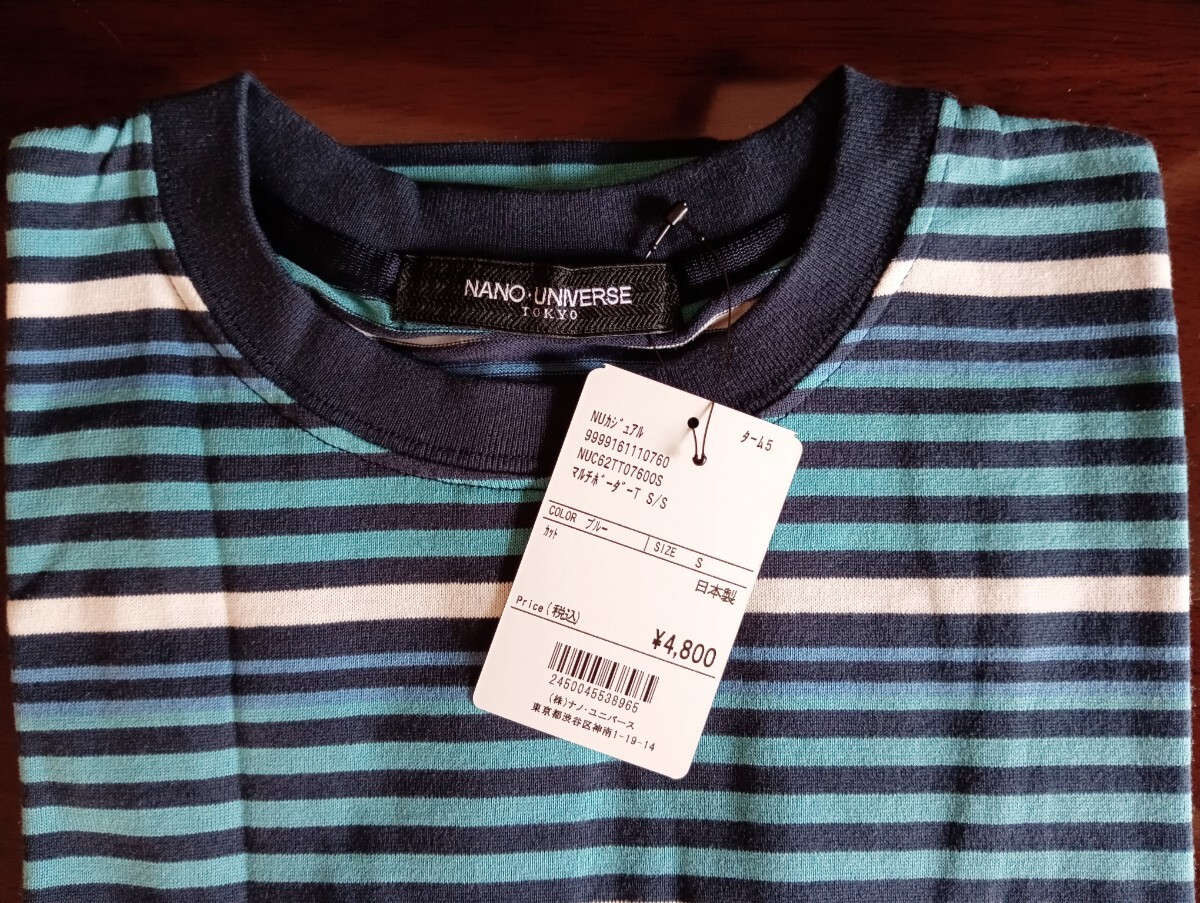 NANO·UNIVERSE
TOKYO
NUｶｼﾞｭｱﾙ ﾀｰﾑ5
9999161110760
NUC62TT07600S
ﾏﾙﾁﾎﾞｰﾀﾞｰT S/S
COLOR ブルー
ｶｯﾄ SIZE S
日本製
Price(税込)
¥4,800
2450045538965
(株)ナノ・ユニバース
東京都渋谷区神南1-19-14